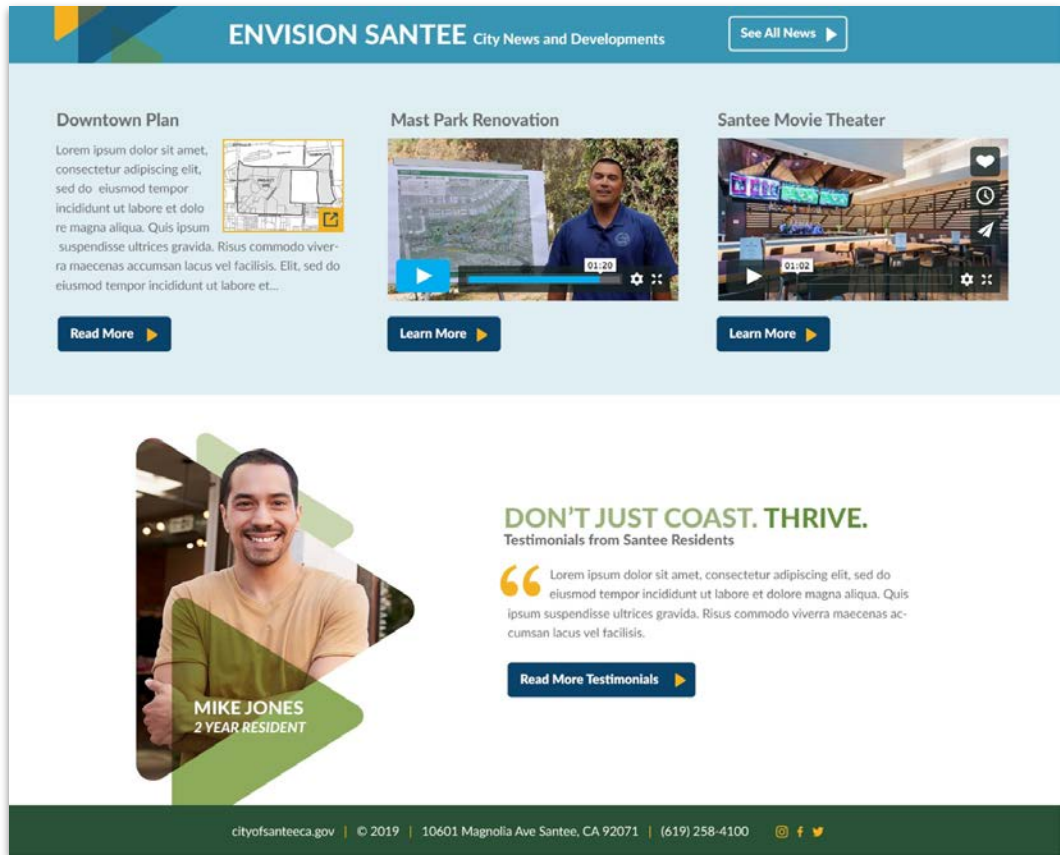 ENVISION SANTEE City News and Developments
See All News
Downtown Plan
Lorem ipsum dolor sit amet,
consectetur adipiscing elit,
sed do eiusmod tempor
incididunt ut labore et dolo
re magna aliqua. Quis ipsum
suspendisse ultrices gravida. Risus commodo viver-
ra maecenas accumsan lacus vel facilisis. Elit, sed do
eiusmod tempor incididunt ut labore et...
Read More
Mast Park Renovation
01:20
Learn More
Santee Movie Theater
01:02
Learn More
MIKE JONES
2 YEAR RESIDENT
DON'T JUST COAST. THRIVE.
Testimonials from Santee Residents
“ Lorem ipsum dolor sit amet, consectetur adipiscing elit, sed do
eiusmod tempor incididunt ut labore et dolore magna aliqua. Quis
ipsum suspendisse ultrices gravida. Risus commodo viverra maecenas ac-
cumsan lacus vel facilisis.
Read More Testimonials
cityofsanteeca.gov | © 2019 | 10601 Magnolia Ave Santee, CA 92071 | (619) 258-4100